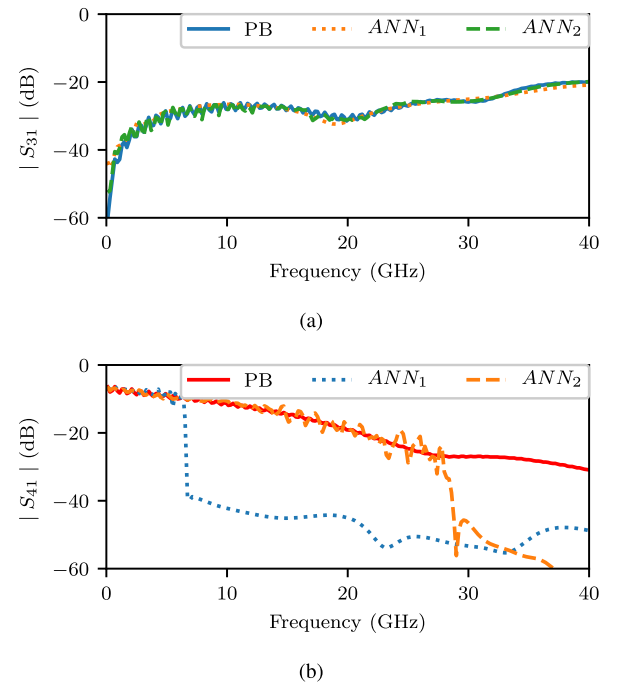 0
−20
−40
−60
| S31 | (dB)
PB
ANN1
ANN2
0 10 20 30 40
Frequency (GHz)
(a)
0
−20
−40
−60
| S41 | (dB)
PB
ANN1
ANN2
0 10 20 30 40
Frequency (GHz)
(b)